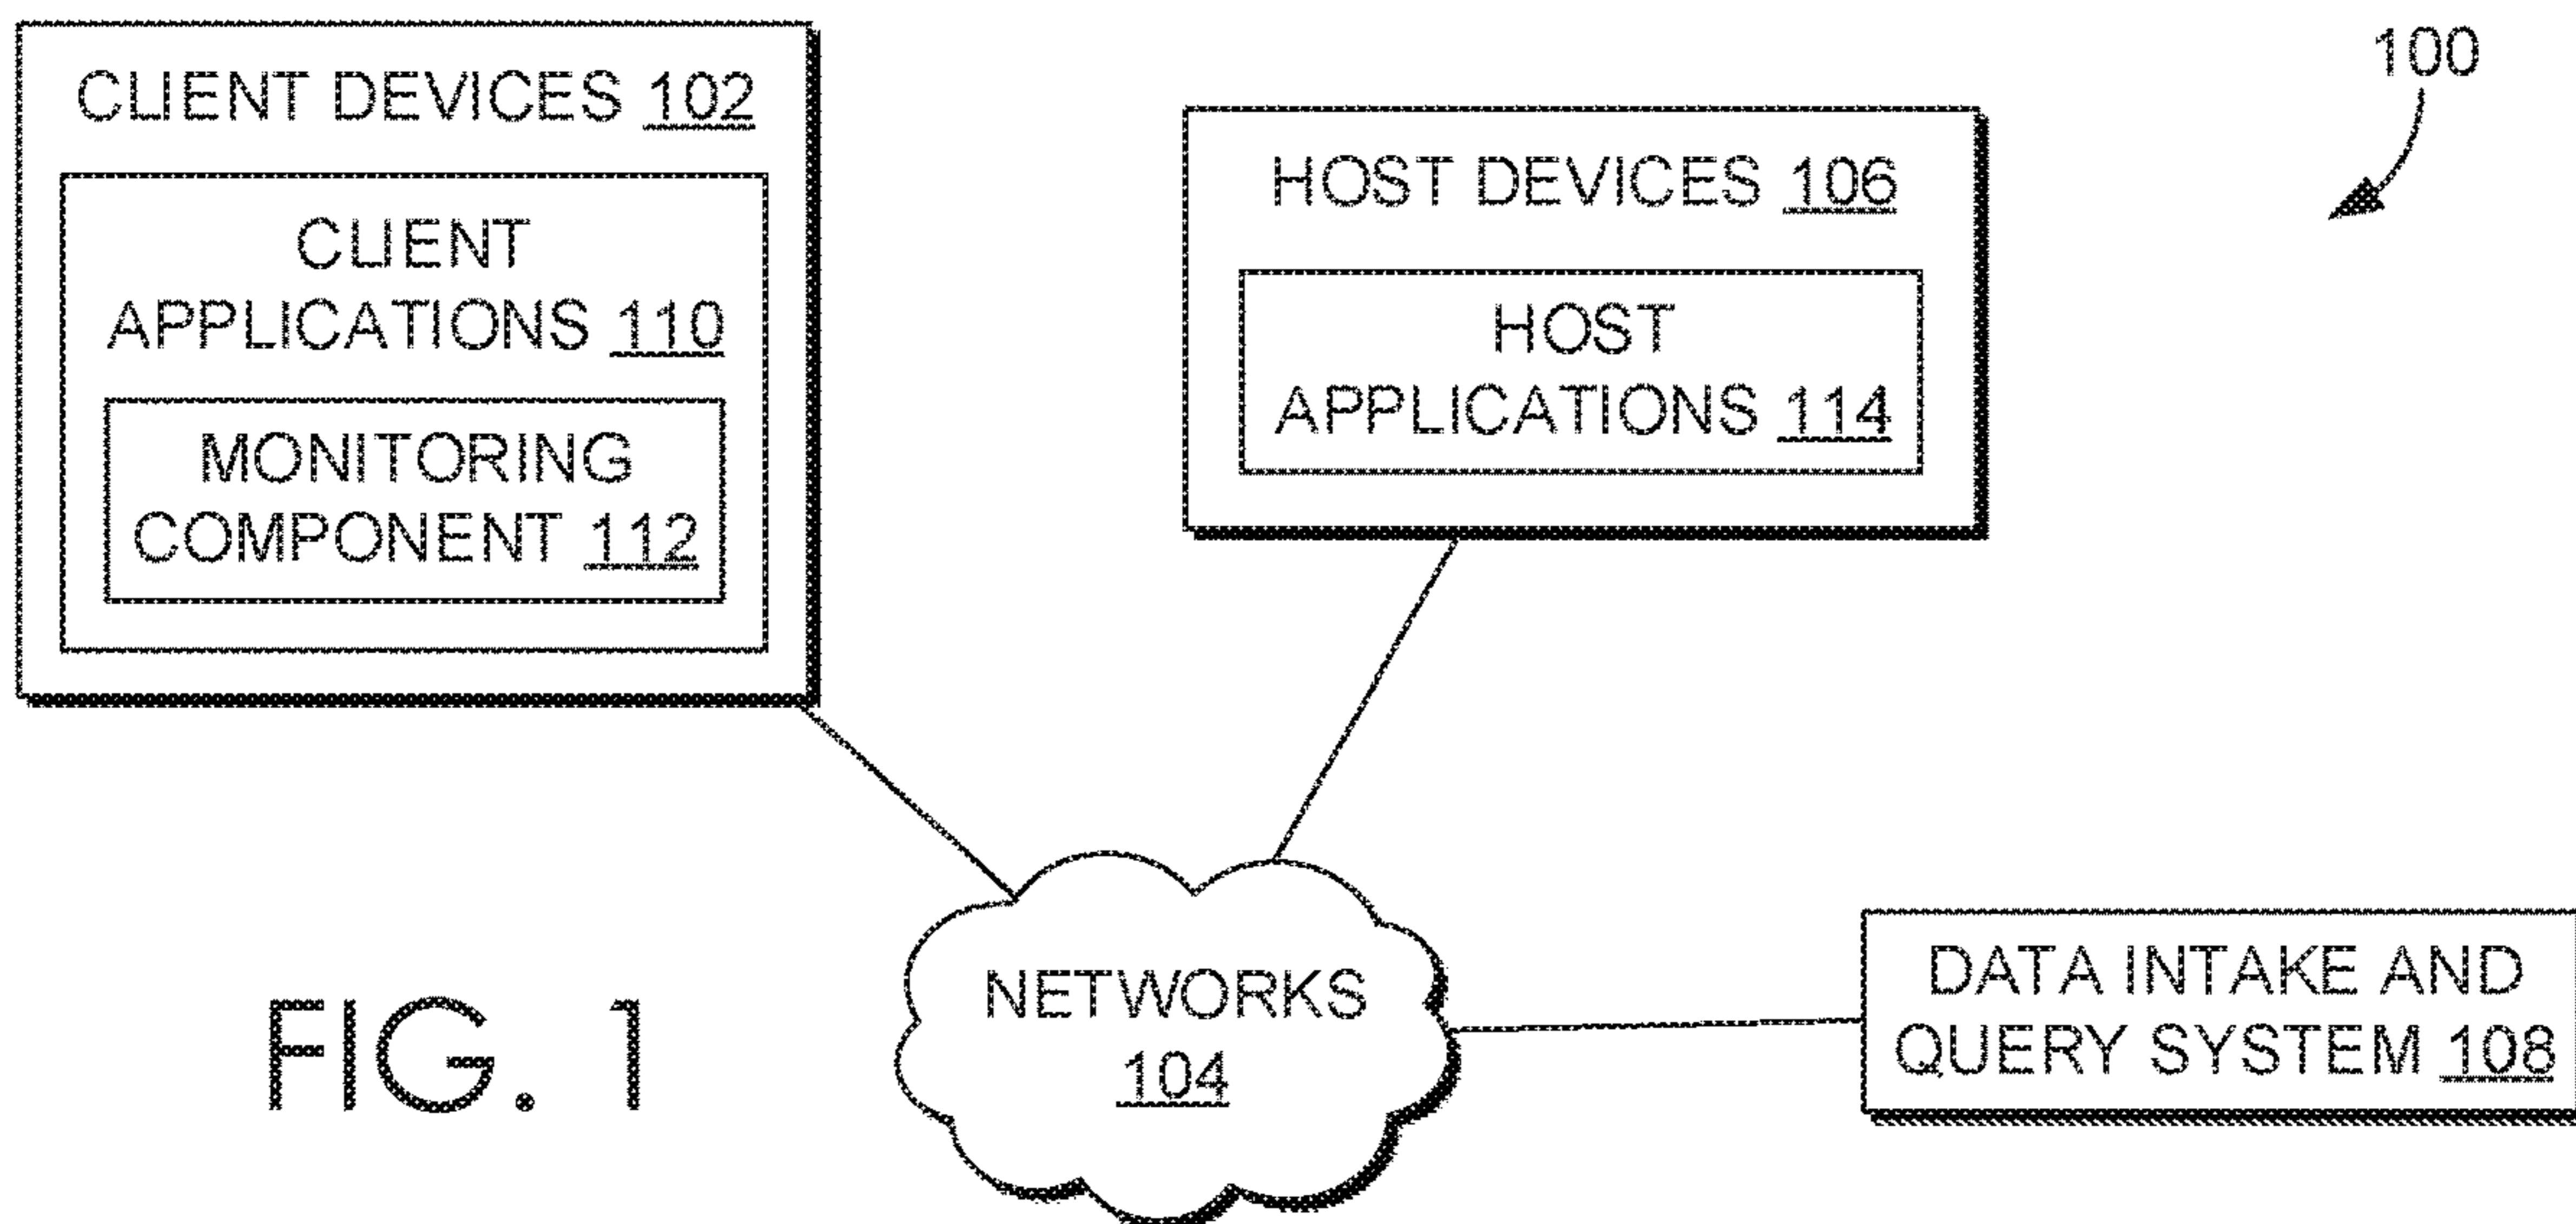 100
CLIENT DEVICES 102
CLIENT
APPLICATIONS 110
MONITORING
COMPONENT 112
HOST DEVICES 106
HOST
APPLICATIONS 114
NETWORKS
104
DATA INTAKE AND
QUERY SYSTEM 108
FIG. 1